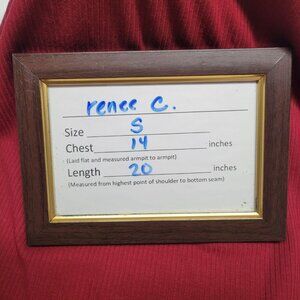 renee C.
Size S
Chest 14 inches
(Laid flat and measured armpit to armpit)
Length 20 inches
(Measured from highest point of shoulder to bottom seam)